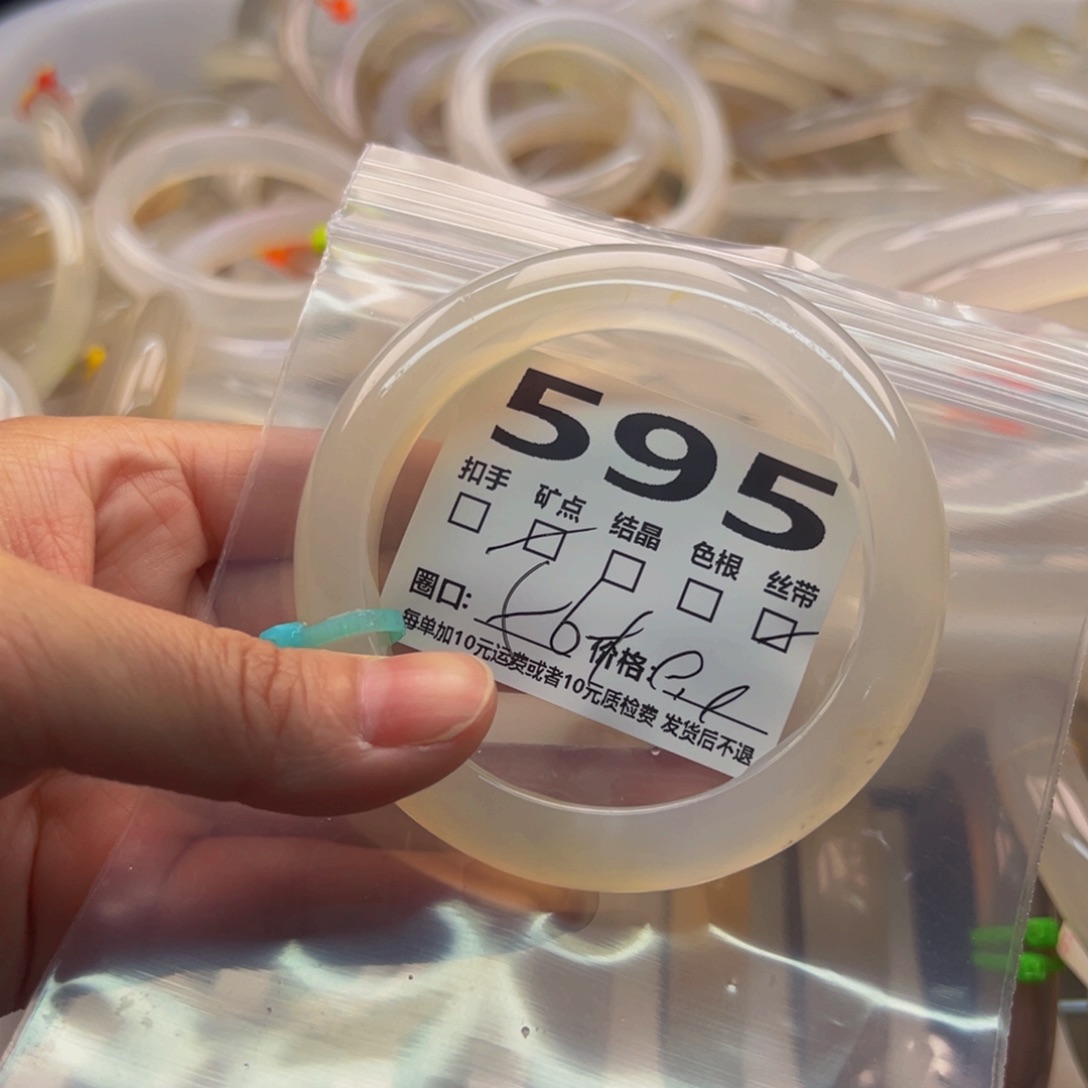 595
扣手 矿点 结晶 色根 丝带
圈口: 价格:
每单加10元运费或者10元质检费 发货后不退